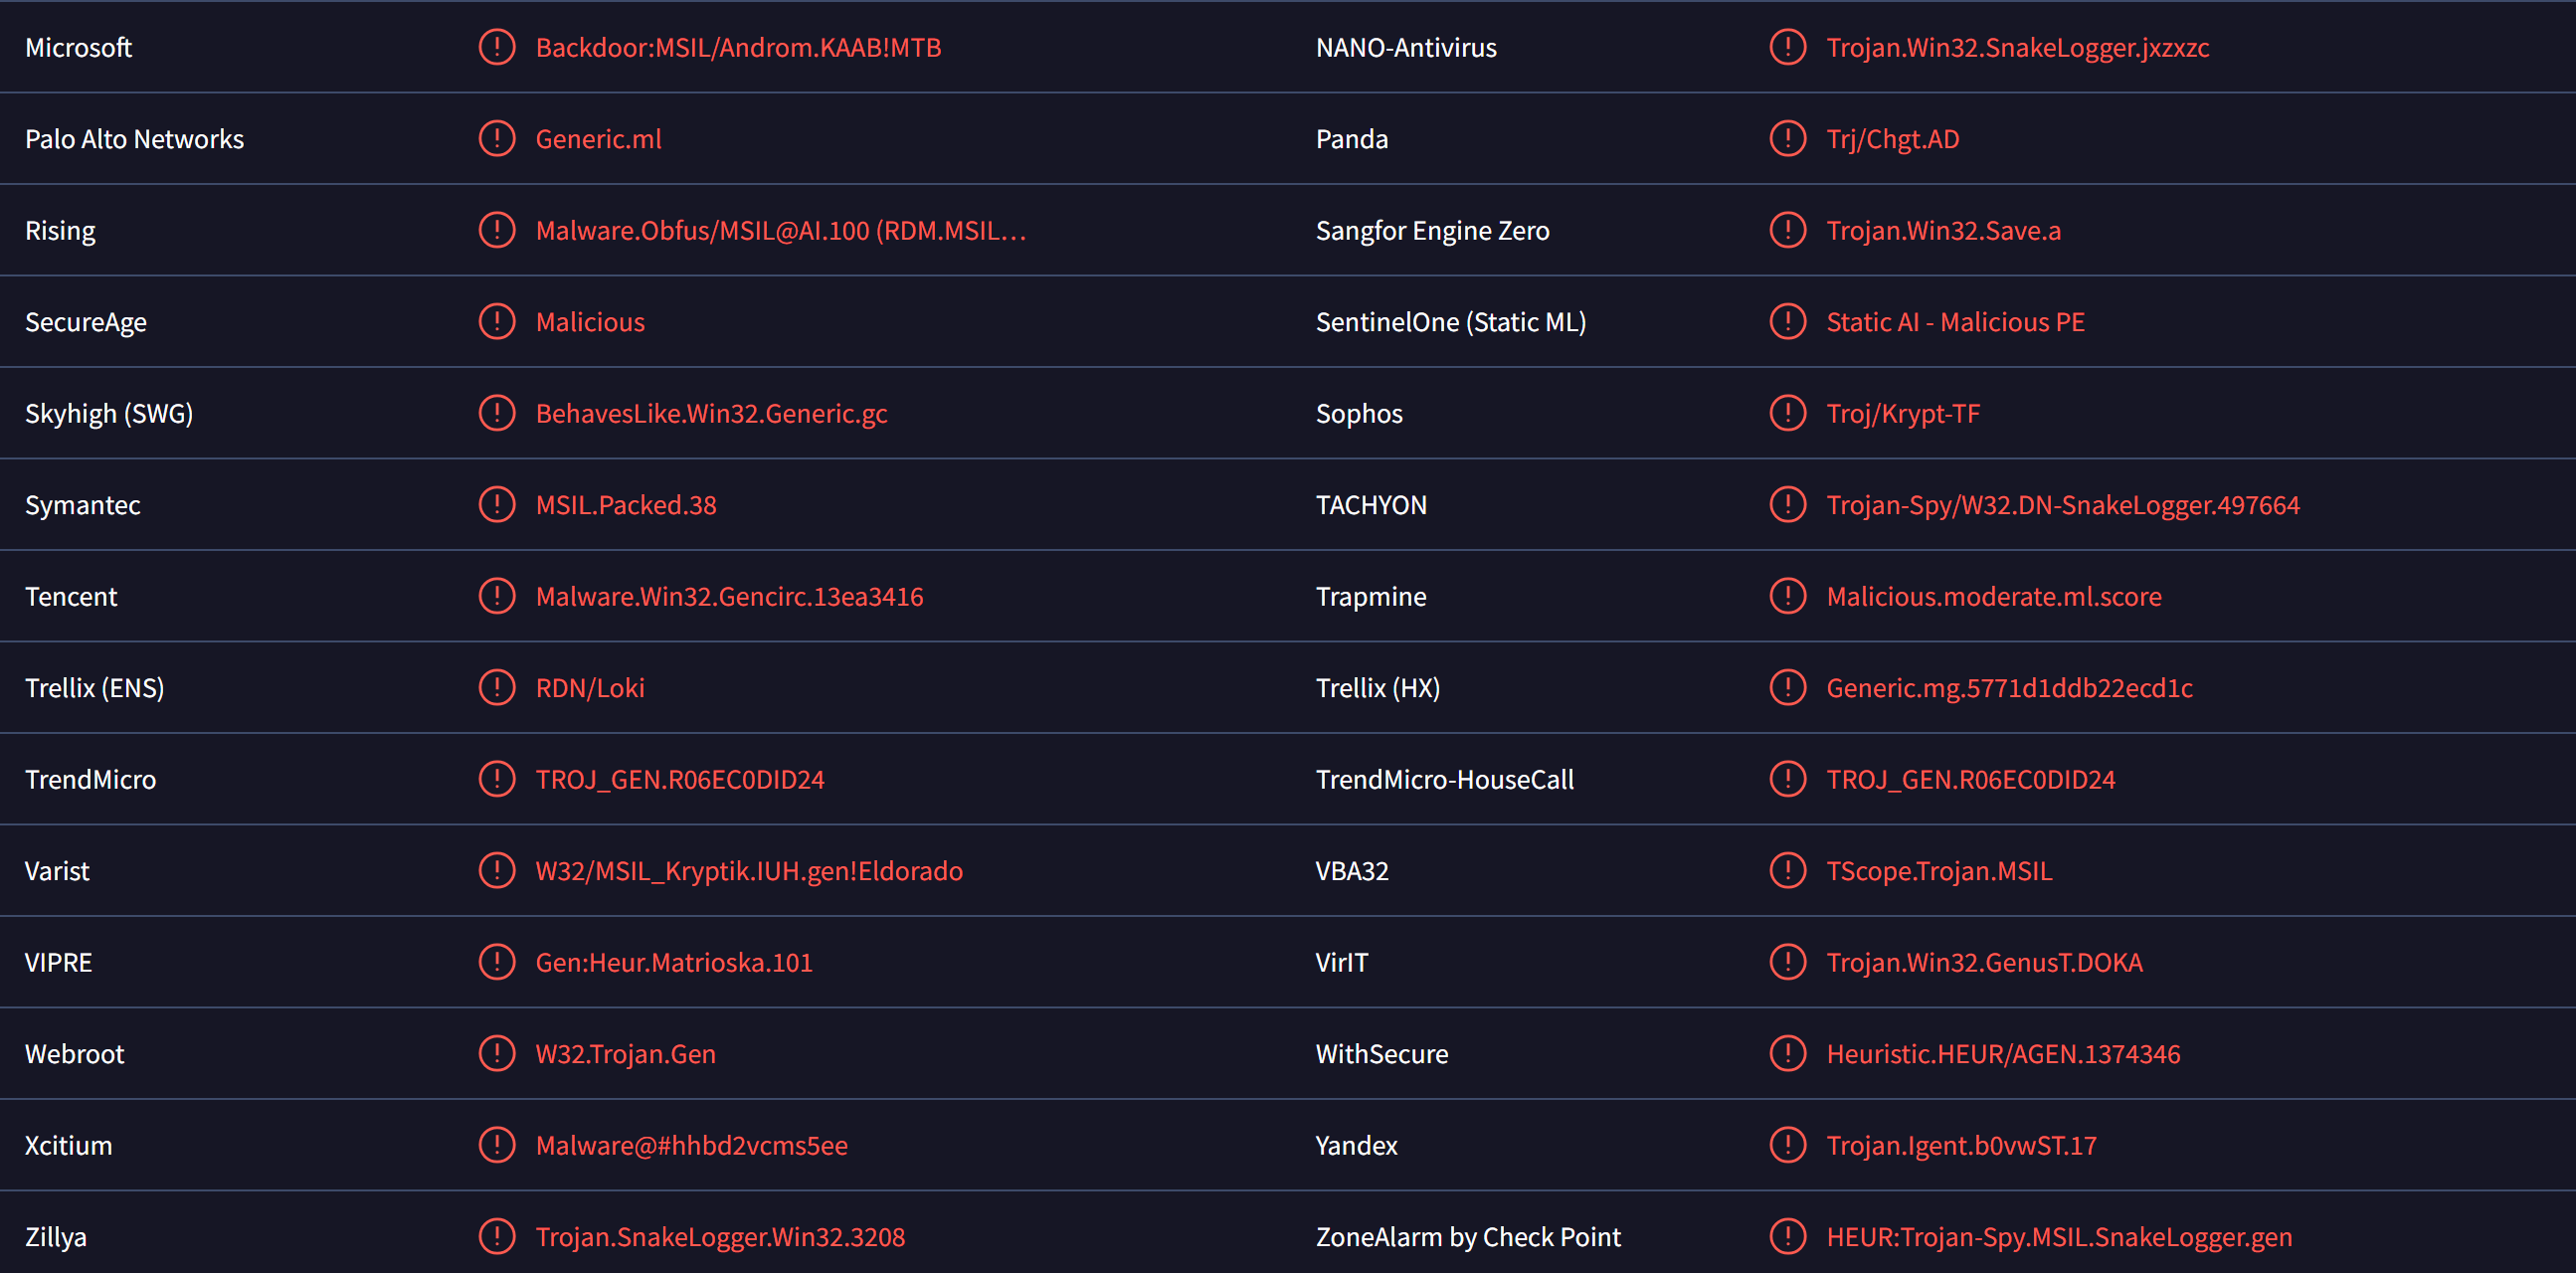 Microsoft Backdoor:MSIL/Androm.KAAB!MTB NANO-Antivirus Trojan.Win32.SnakeLogger.jxzxzc
Palo Alto Networks Generic.ml Panda Trj/Chgt.AD
Rising Malware.Obfus/MSIL@AI.100 (RDM.MSIL… Sangfor Engine Zero Trojan.Win32.Save.a
SecureAge Malicious SentinelOne (Static ML) Static AI - Malicious PE
Skyhigh (SWG) BehavesLike.Win32.Generic.gc Sophos Troj/Krypt-TF
Symantec MSIL.Packed.38 TACHYON Trojan-Spy/W32.DN-SnakeLogger.497664
Tencent Malware.Win32.Gencirc.13ea3416 Trapmine Malicious.moderate.ml.score
Trellix (ENS) RDN/Loki Trellix (HX) Generic.mg.5771d1ddb22ecd1c
TrendMicro TROJ_GEN.R06EC0DID24 TrendMicro-HouseCall TROJ_GEN.R06EC0DID24
Varist W32/MSIL_Kryptik.IUH.gen!Eldorado VBA32 TScope.Trojan.MSIL
VIPRE Gen:Heur.Matrioska.101 VirIT Trojan.Win32.GenusT.DOKA
Webroot W32.Trojan.Gen WithSecure Heuristic.HEUR/AGEN.1374346
Xcitium Malware@#hhbd2vcms5ee Yandex Trojan.Igent.b0vwST.17
Zillya Trojan.SnakeLogger.Win32.3208 ZoneAlarm by Check Point HEUR:Trojan-Spy.MSIL.SnakeLogger.gen